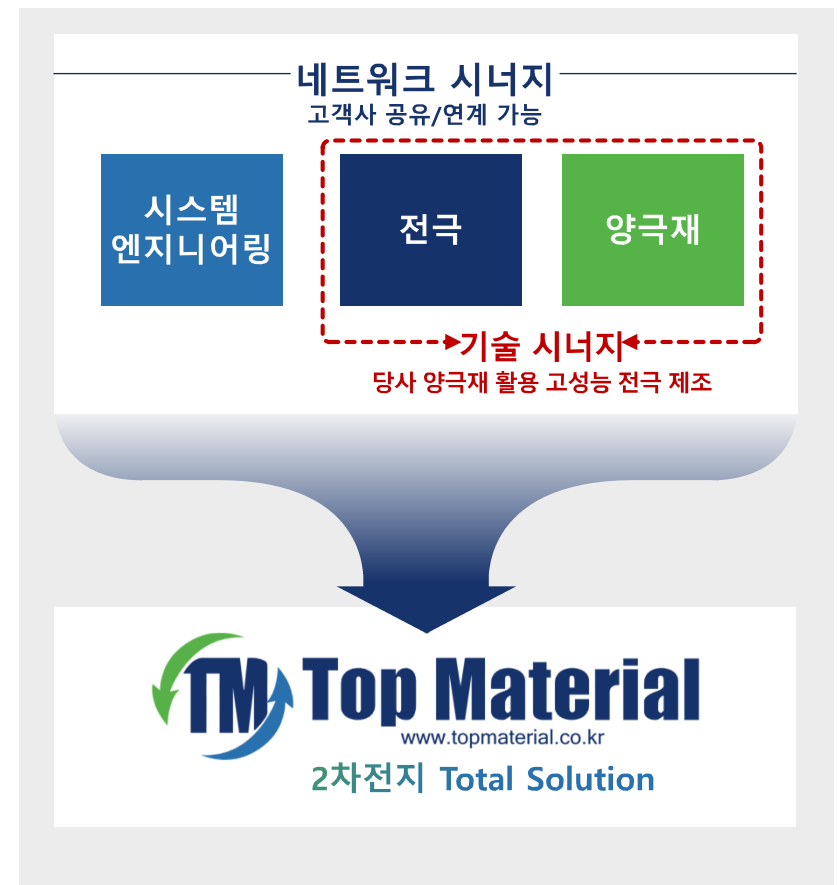 네트워크 시너지
고객사 공유/연계 가능
시스템
엔지니어링
전극
양극재
기술 시너지
당사 양극재 활용 고성능 전극 제조
TM Top Material
www.topmaterial.co.kr
2차전지 Total Solution